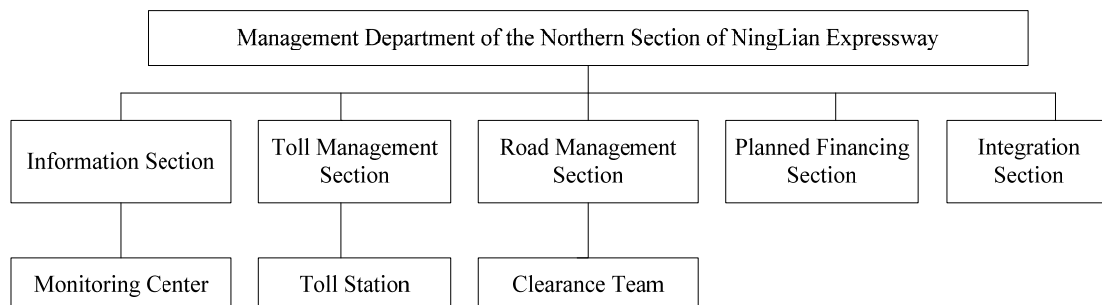 Management Department of the Northern Section of NingLian Expressway
Information Section
Toll Management
Section
Road Management
Section
Planned Financing
Section
Integration
Section
Monitoring Center
Toll Station
Clearance Team